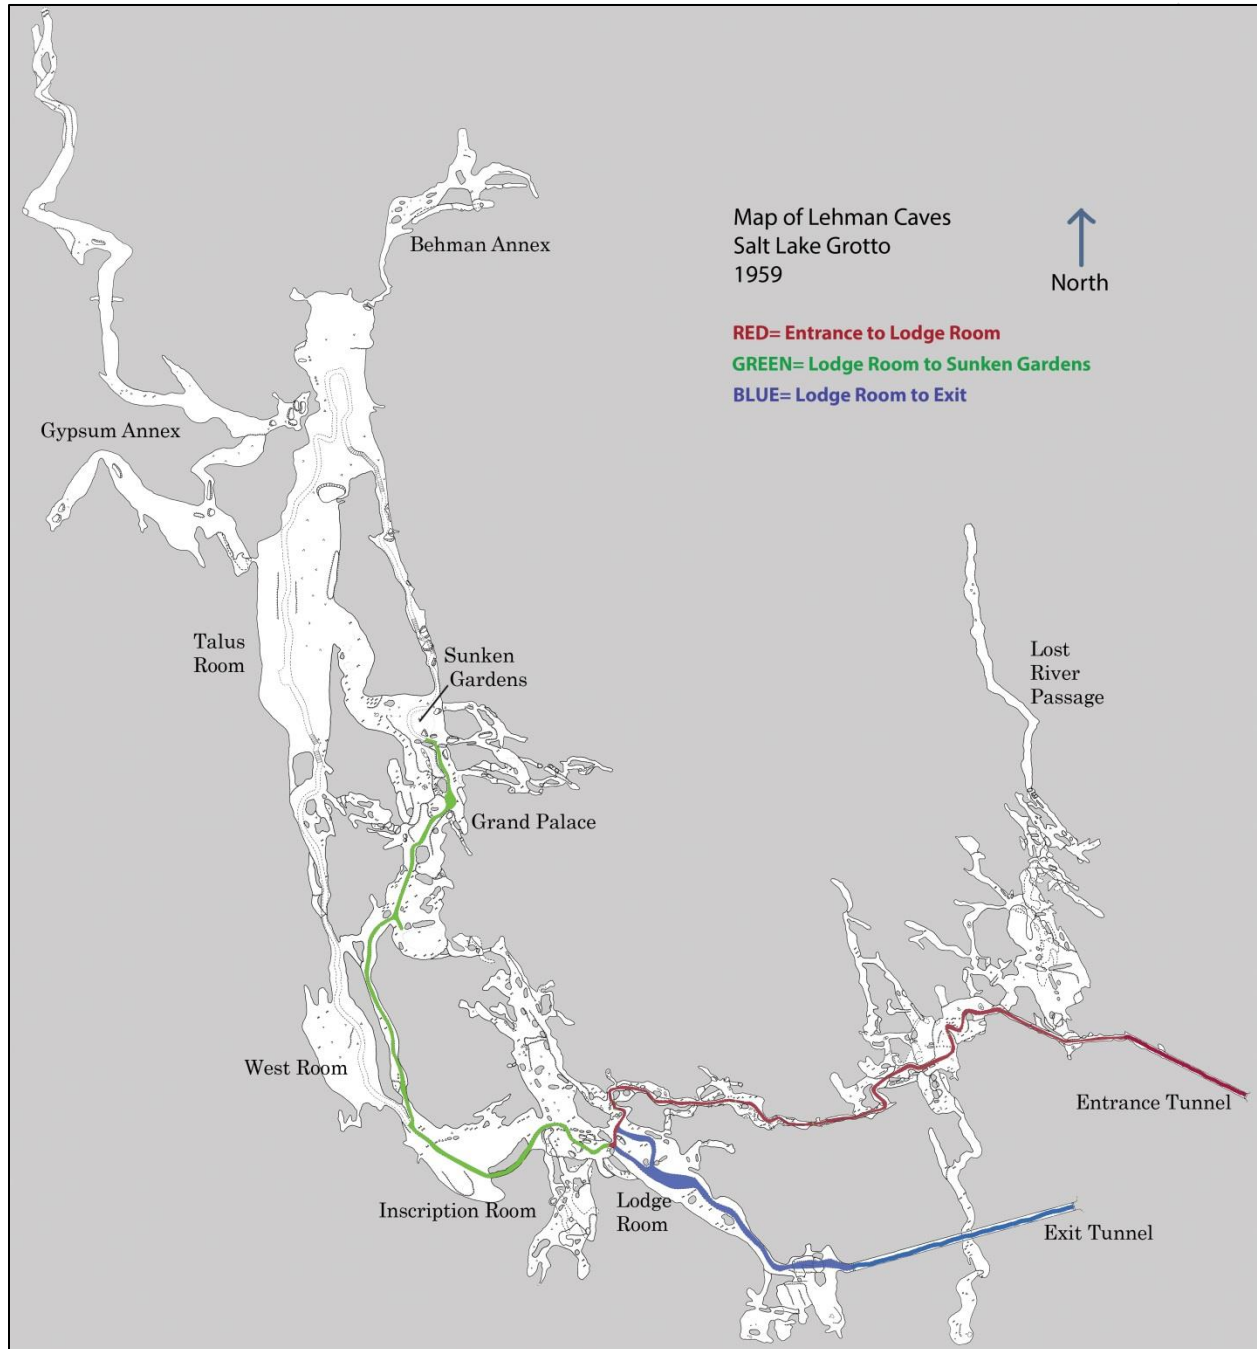 Behman Annex
Map of Lehman Caves
Salt Lake Grotto
1959
North
RED= Entrance to Lodge Room
GREEN= Lodge Room to Sunken Gardens
BLUE= Lodge Room to Exit
Gypsum Annex
Talus
Room
Sunken
Gardens
Lost
River
Passage
Grand Palace
West Room
Entrance Tunnel
Inscription Room
Lodge
Room
Exit Tunnel